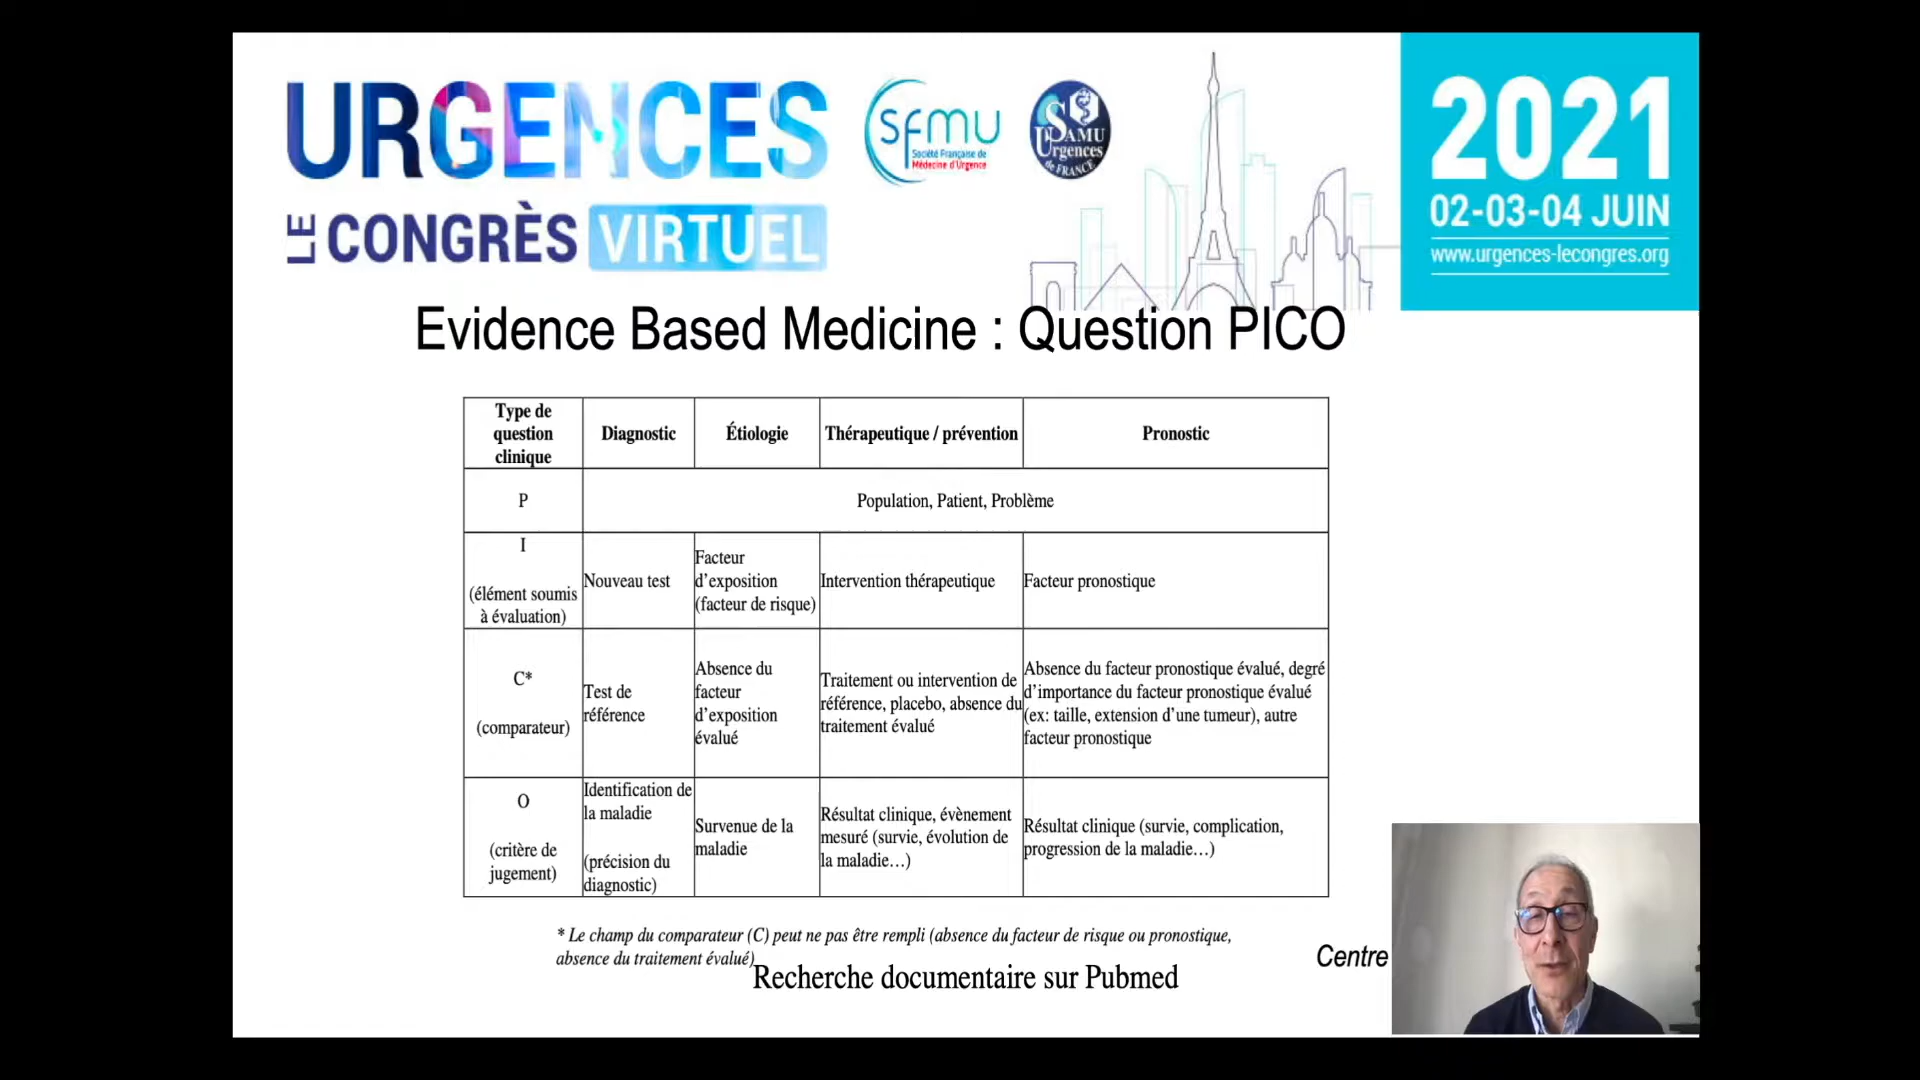 URGENCES
LE CONGRÈS VIRTUEL
sfmu
Société Française de
Médecine d'Urgence
SAMU
Urgences
de FRANCE
2021
02-03-04 JUIN
www.urgences-lecongres.org
Evidence Based Medicine : Question PICO
Type de
question
clinique
Diagnostic
Étiologie
Thérapeutique / prévention
Pronostic
P
Population, Patient, Problème
I
(élément soumis
à évaluation)
Nouveau test
Facteur
d'exposition
(facteur de risque)
Intervention thérapeutique
Facteur pronostique
C*
(comparateur)
Test de
référence
Absence du
facteur
d'exposition
évalué
Traitement ou intervention de
référence, placebo, absence du
traitement évalué
Absence du facteur pronostique évalué, degré
d'importance du facteur pronostique évalué
(ex: taille, extension d'une tumeur), autre
facteur pronostique
O
(critère de
jugement)
Identification de
la maladie
(précision du
diagnostic)
Survenue de la
maladie
Résultat clinique, évènement
mesuré (survie, évolution de
la maladie…)
Résultat clinique (survie, complication,
progression de la maladie…)
* Le champ du comparateur (C) peut ne pas être rempli (absence du facteur de risque ou pronostique,
absence du traitement évalué)
Recherche documentaire sur Pubmed
Centre